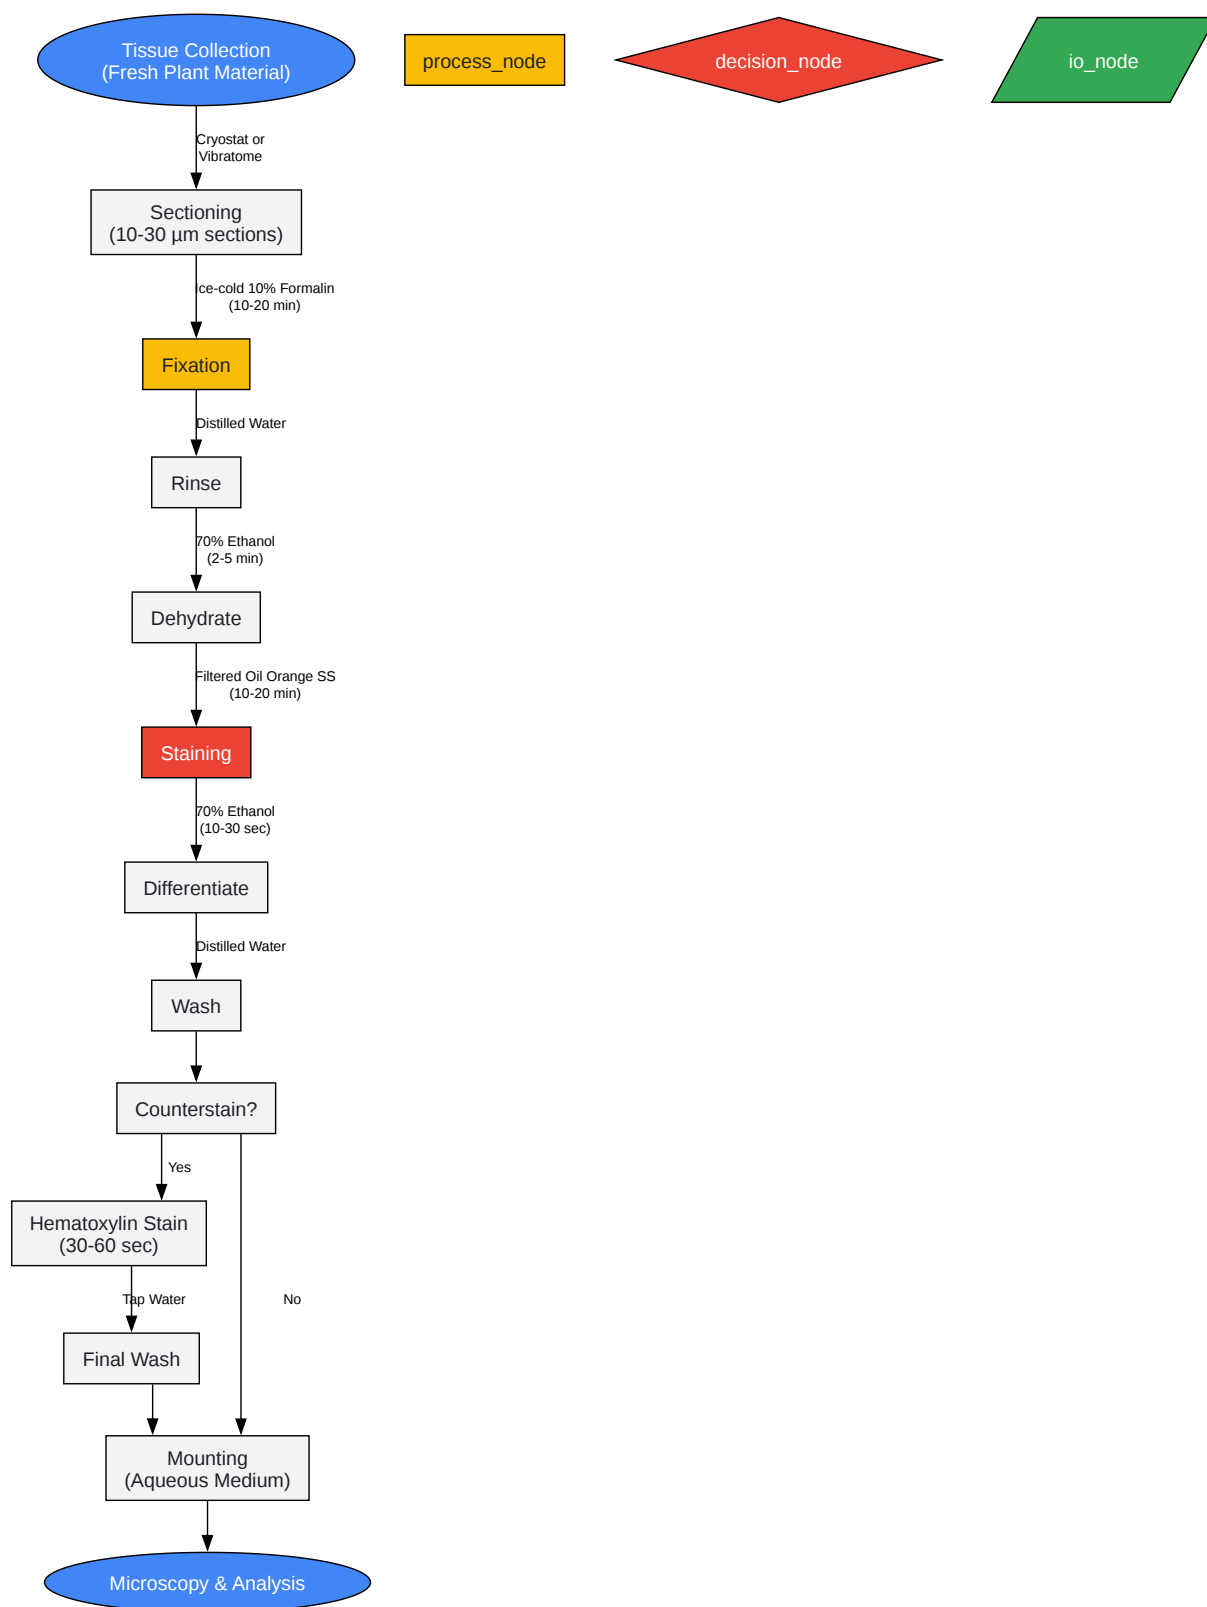 Tissue Collection
(Fresh Plant Material)
process_node
decision_node
io_node
Cryostat or
Vibratome
Sectioning
(10-30 µm sections)
Ice-cold 10% Formalin
(10-20 min)
Fixation
Distilled Water
Rinse
70% Ethanol
(2-5 min)
Dehydrate
Filtered Oil Orange SS
(10-20 min)
Staining
70% Ethanol
(10-30 sec)
Differentiate
Distilled Water
Wash
Counterstain?
Yes
Hematoxylin Stain
(30-60 sec)
Tap Water
No
Final Wash
Mounting
(Aqueous Medium)
Microscopy & Analysis